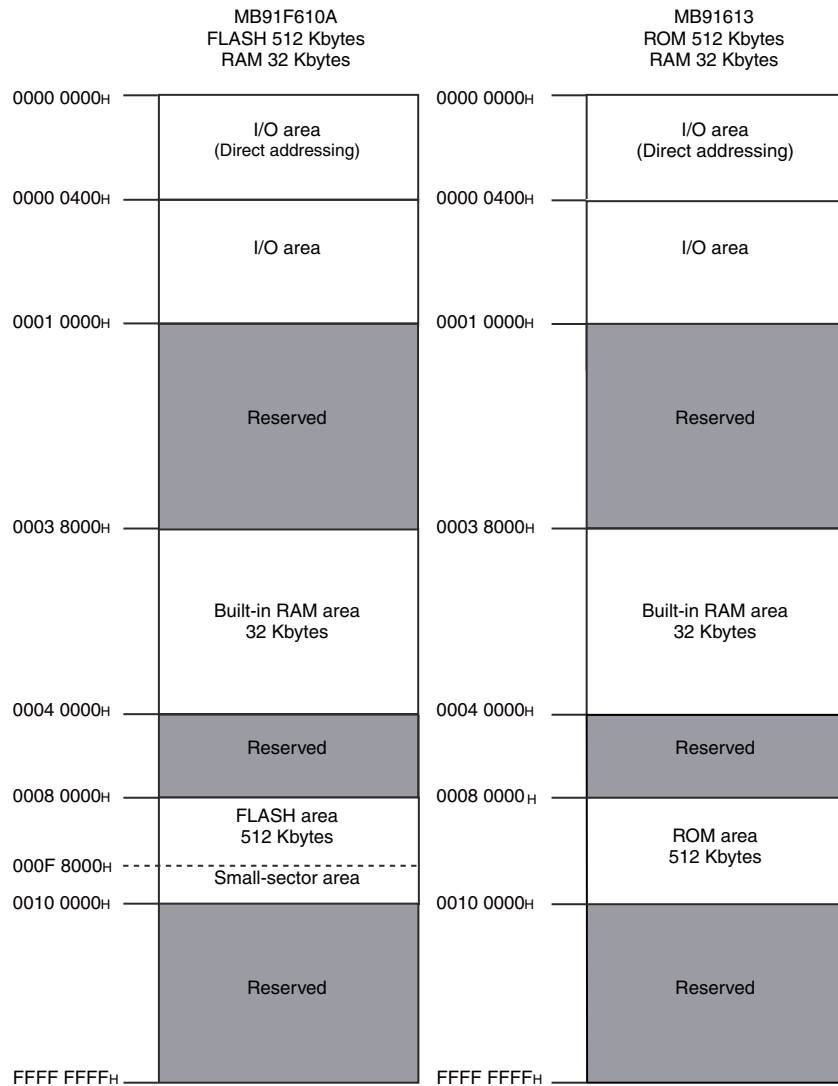 MB91F610A
FLASH 512 Kbytes
RAM 32 Kbytes
0000 0000H
I/O area
(Direct addressing)
0000 0400H
I/O area
0001 0000H
Reserved
0003 8000H
Built-in RAM area
32 Kbytes
0004 0000H
Reserved
0008 0000H
FLASH area
512 Kbytes
000F 8000H
Small-sector area
0010 0000H
Reserved
FFFF FFFFH
MB91613
ROM 512 Kbytes
RAM 32 Kbytes
0000 0000H
I/O area
(Direct addressing)
0000 0400H
I/O area
0001 0000H
Reserved
0003 8000H
Built-in RAM area
32 Kbytes
0004 0000H
Reserved
0008 0000 H
ROM area
512 Kbytes
0010 0000H
Reserved
FFFF FFFFH